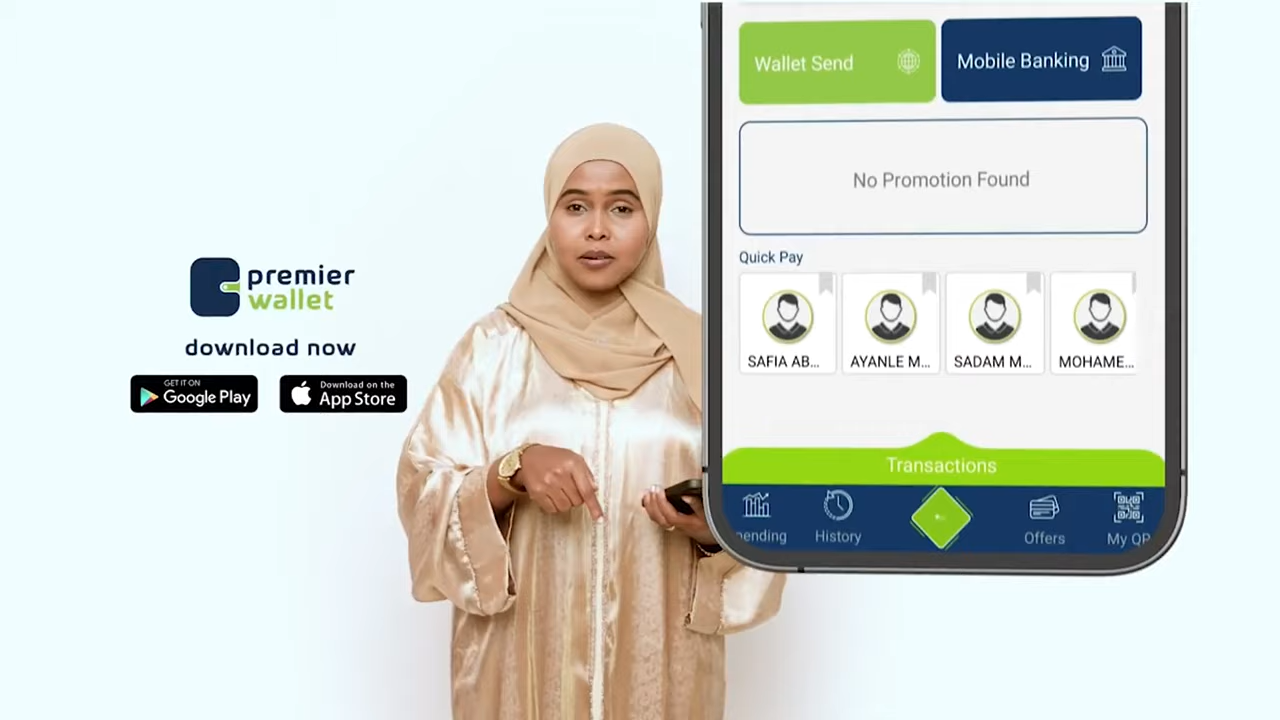 premier
wallet
download now
GET IT ON
Google Play
Download on the
App Store
Wallet Send
Mobile Banking
No Promotion Found
Quick Pay
SAFIA AB...
AYANLE M...
SADAM M...
MOHAME...
Transactions
ending
History
Offers
My QR